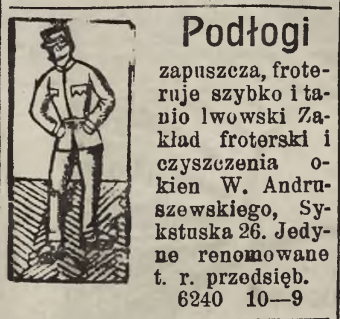 Podłogi
zapuszcza, frote-
ruje szybko i ta-
nio lwowski Za-
kład froterski i
czyszczenia o-
kien W. Andru-
szewskiego, Sy-
kstuska 26. Jedy-
ne renomowane
t. r. przedsięb.
6240 10—9